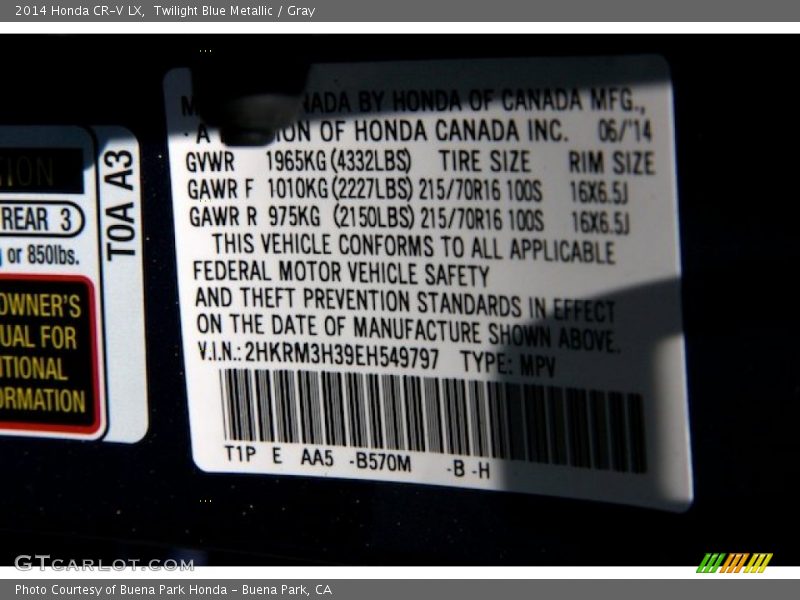 2014 Honda CR-V LX, Twilight Blue Metallic / Gray
BY HONDA OF CANADA MFG.,
A OF HONDA CANADA INC. 06/'14
GVWR 1965KG (4332LBS) TIRE SIZE RIM SIZE
GAWR F 1010KG (2227LBS) 215/70R16 100S 16X6.5J
GAWR R 975KG (2150LBS) 215/70R16 100S 16X6.5J
THIS VEHICLE CONFORMS TO ALL APPLICABLE
FEDERAL MOTOR VEHICLE SAFETY
AND THEFT PREVENTION STANDARDS IN EFFECT
ON THE DATE OF MANUFACTURE SHOWN ABOVE.
V.I.N.: 2HKRM3H39EH549797 TYPE: MPV
T1P E AA5 -B570M -B -H
TION
REAR 3
or 850lbs.
OWNER'S
UAL FOR
ITIONAL
ORMATION
T0A A3
GTCARLOT.COM
Photo Courtesy of Buena Park Honda - Buena Park, CA